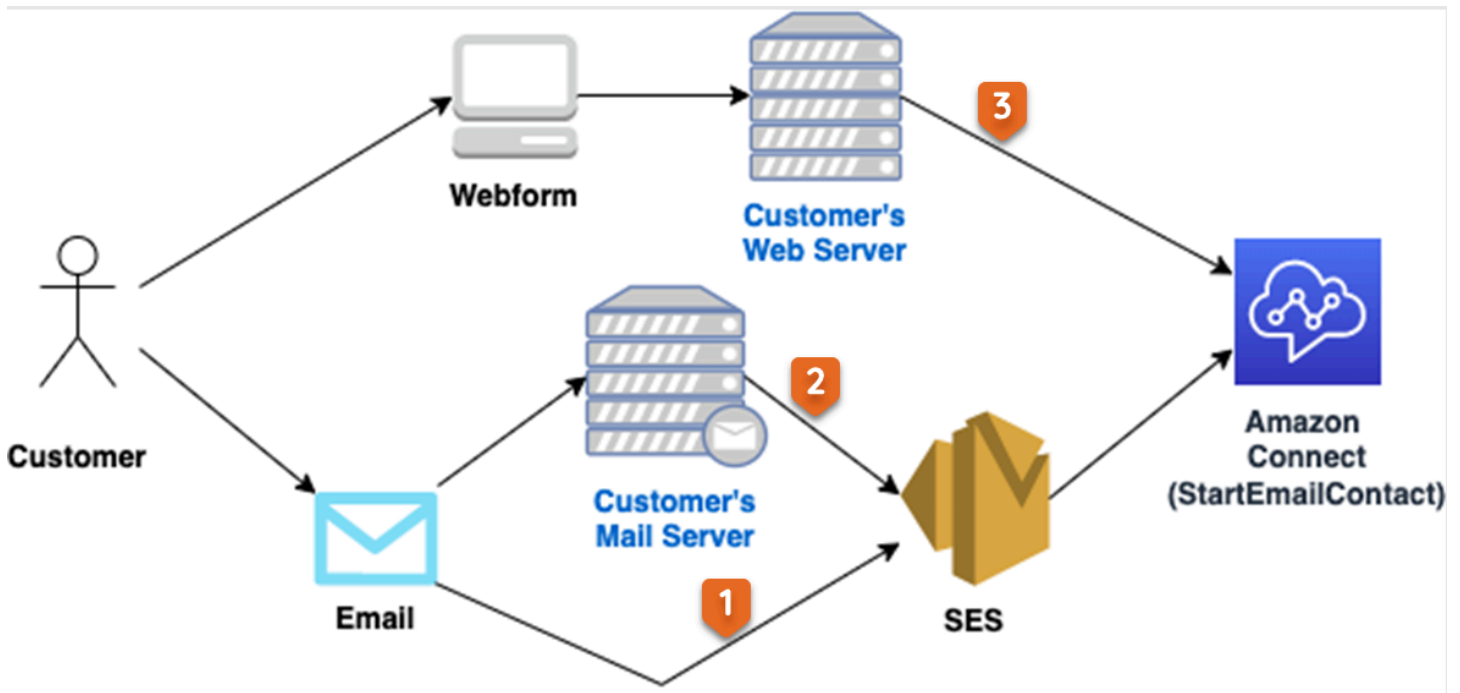 3
Webform
Customer's
Web Server
Customer
2
Customer's
Mail Server
Amazon
Connect
(StartEmailContact)
1
Email
SES